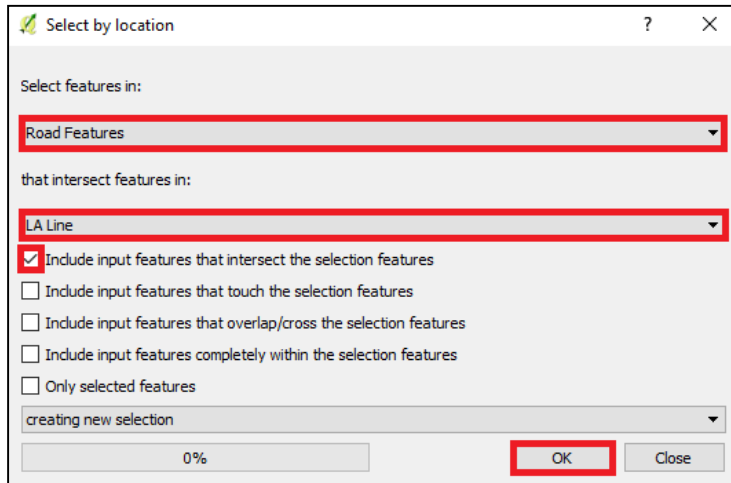 Select by location
?
Select features in:
Road Features
that intersect features in:
LA Line
Include input features that intersect the selection features
Include input features that touch the selection features
Include input features that overlap/cross the selection features
Include input features completely within the selection features
Only selected features
creating new selection
0%
OK
Close